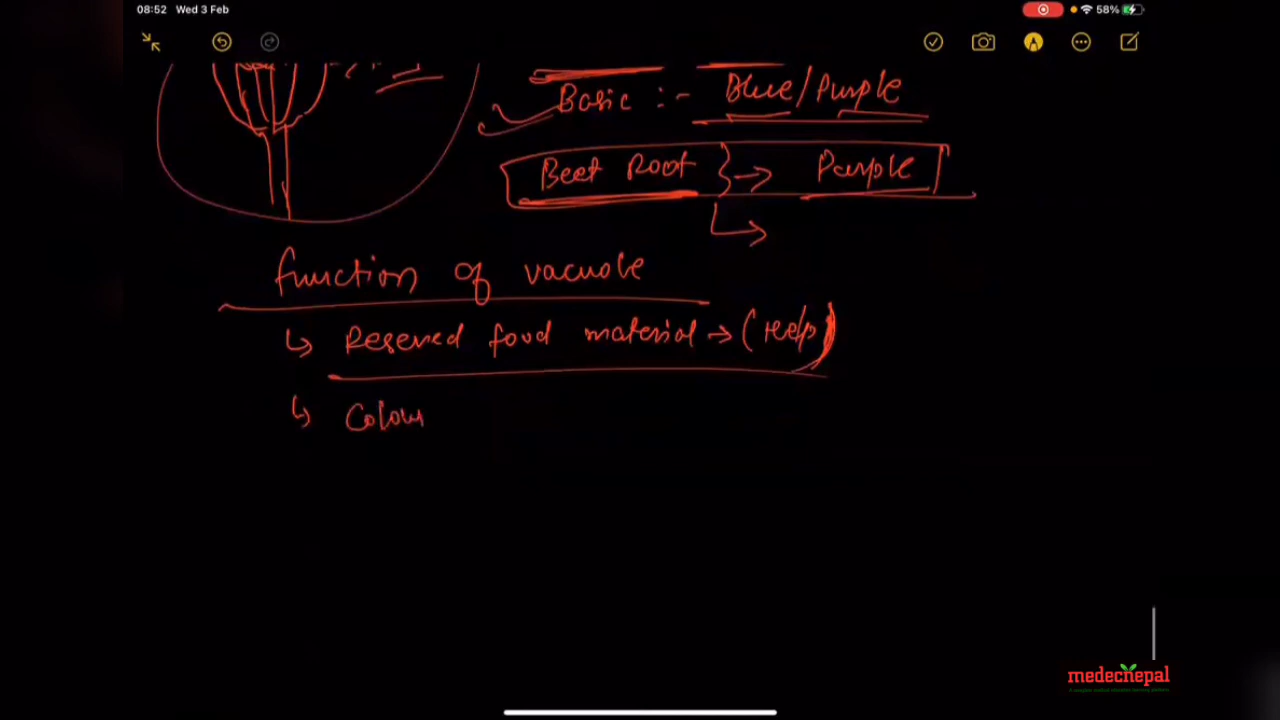 08:52 Wed 3 Feb
58%
Basic :- Blue/Purple
Beet Root } → Purple
function of vacuole
↳ Reserved food material → (Help)
↳ Colour
medecnepal